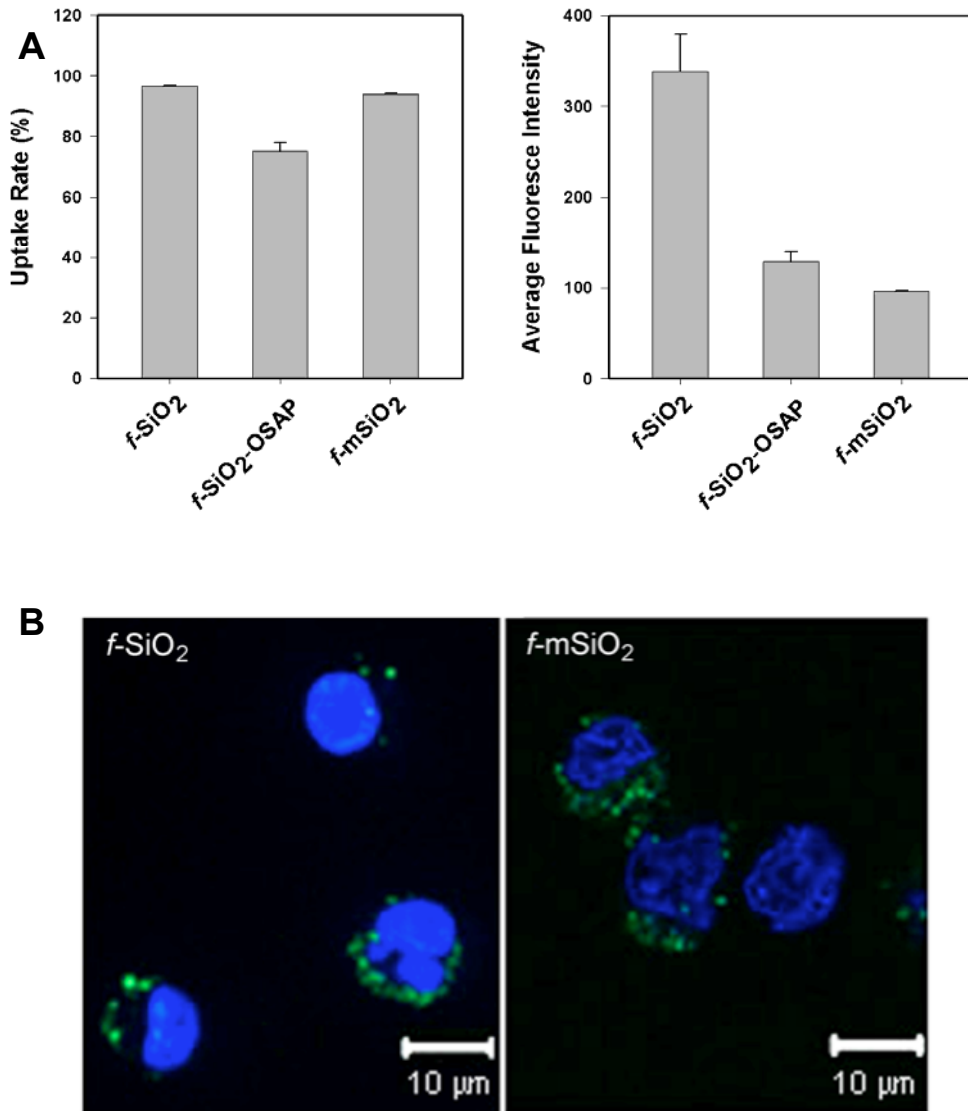 A
Uptake Rate (%)
120
100
80
60
40
20
0
f-SiO₂
f-SiO₂-OSAP
f-mSiO₂
Average Fluoresce Intensity
400
300
200
100
0
f-SiO₂
f-SiO₂-OSAP
f-mSiO₂
B
f-SiO₂
10 µm
f-mSiO₂
10 µm